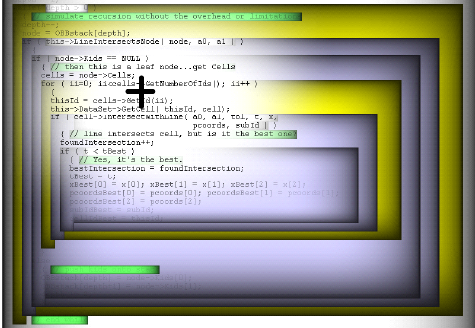 depth > 0
// simulate recursion without the overhead or limitations
depth--;
node = OBBstack[depth];
if ( this->LineIntersectsNode( node, a0, a1 ) )
if ( node->Kids == NULL )
{ // then this is a leaf node...get Cells
cells = node->Cells;
for ( ii=0; ii<cells->GetNumberOfIds(); ii++ )
{
thisId = cells->GetId(ii);
this->DataSet->GetCell( thisId, cell);
if ( cell->IntersectWithLine( a0, a1, tol, t, x,
pcoords, subId ) )
{ // line intersects cell, but is it the best one?
foundIntersection++;
if ( t < tBest )
{ // Yes, it's the best.
bestIntersection = foundIntersection;
tBest = t;
xBest[0] = x[0]; xBest[1] = x[1]; xBest[2] = x[2];
pcoordsBest[0] = pcoords[0]; pcoordsBest[1] = pcoords[1];
pcoordsBest[2] = pcoords[2];
subIdBest = subId;